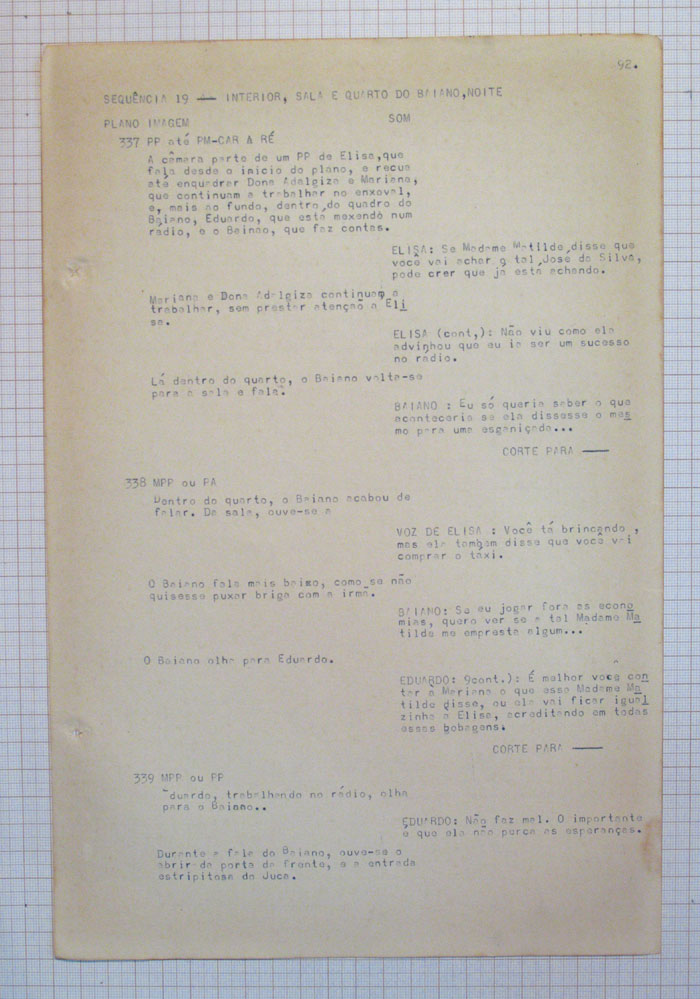 92.
SEQUÊNCIA 19 -- INTERIOR, SALA E QUARTO DO BAIANO,NOITE
PLANO IMAGEM SOM
337 PP até PM-CAR A RÉ
A câmara parte de um PP de Elisa,que
fala desde o inicio do plano, e recua
até enquadrar Dona Adalgiza e Mariana,
que continuam a trabalhar no enxoval,
e, mais ao fundo, dentro do quadro do
Baiano, Eduardo, que esta mexendo num
radio, e o Baiano, que faz contas.
ELISA: Se Madame Matilde disse que
você vai achar o tal José da Silva,
pode crer que já esta achando.
Mariana e Dona Adalgiza continuam a
trabalhar, sem prestar atenção a Eli
sa.
ELISA (cont,): Não viu como ela
advinhou que eu ia ser um sucesso
no radio.
Lá dentro do quarto, o Baiano volta-se
para a sala e fala:
BAIANO : Eu só queria saber o que
aconteceria se ela dissesse o mes
mo para uma esganiçada...
CORTE PARA ——
338 MPP ou PA
Dentro do quarto, o Baiano acabou de
falar. Da sala, ouve-se a
VOZ DE ELISA : Você tá brincando ,
mas ela também disse que voce vai
comprar o táxi.
O Baiano fala mais baixo, como se não
quisesse puxar briga com a irmã.
BAIANO: Se eu jogar fora as econo
mias, quero ver se a tal Madame Ma
tilde me empresta algum...
O Baiano olha para Eduardo.
EDUARDO: 9cont.): É melhor voce con
tar à Mariana o que essa Madame Ma
tilde disse, ou ela vai ficar igual
zinha a Elisa, acreditando em todas
essas bobagens.
CORTE PARA ——
339 MPP ou PP
duardo, trabalhando no rádio, olha
para o Baiano..
EDUARDO: Não faz mal. O importante
é que ela não perca as esperanças.
Durante a fala do Baiano, ouve-se o
abrir da porta da frente, e a entrada
estripitosa do Juca.